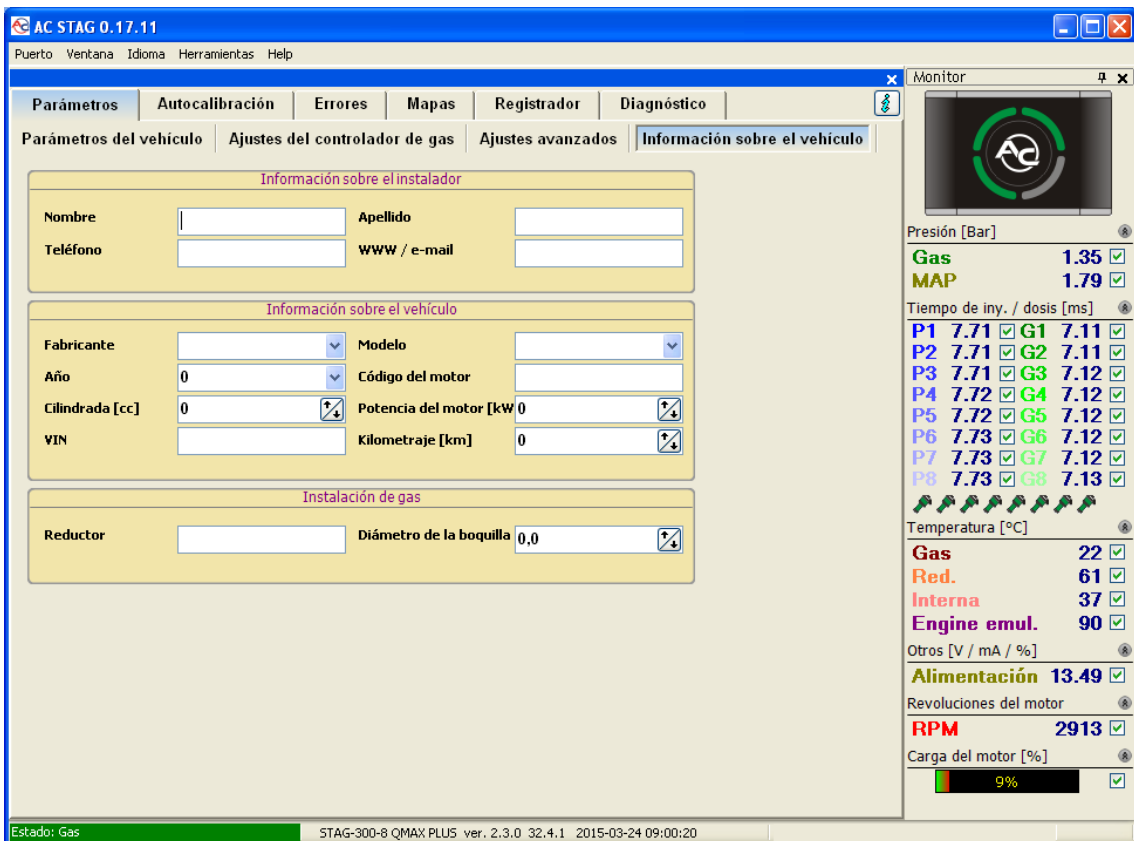 AC STAG 0.17.11
Puerto Ventana Idioma Herramientas Help
Parámetros Autocalibración Errores Mapas Registrador Diagnóstico
Parámetros del vehículo Ajustes del controlador de gas Ajustes avanzados Información sobre el vehículo
Información sobre el instalador
Nombre Apellido
Teléfono WWW / e-mail
Información sobre el vehículo
Fabricante Modelo
Año 0 Código del motor
Cilindrada [cc] 0 Potencia del motor [kW 0
VIN Kilometraje [km] 0
Instalación de gas
Reductor Diámetro de la boquilla 0,0
Monitor
AC
Presión [Bar]
Gas 1.35
MAP 1.79
Tiempo de iny. / dosis [ms]
P1 7.71 G1 7.11
P2 7.71 G2 7.11
P3 7.71 G3 7.12
P4 7.72 G4 7.12
P5 7.72 G5 7.12
P6 7.73 G6 7.12
P7 7.73 G7 7.12
P8 7.73 G8 7.13
Temperatura [ºC]
Gas 22
Red. 61
Interna 37
Engine emul. 90
Otros [V / mA / %]
Alimentación 13.49
Revoluciones del motor
RPM 2913
Carga del motor [%]
9%
Estado: Gas STAG-300-8 QMAX PLUS ver. 2.3.0 32.4.1 2015-03-24 09:00:20